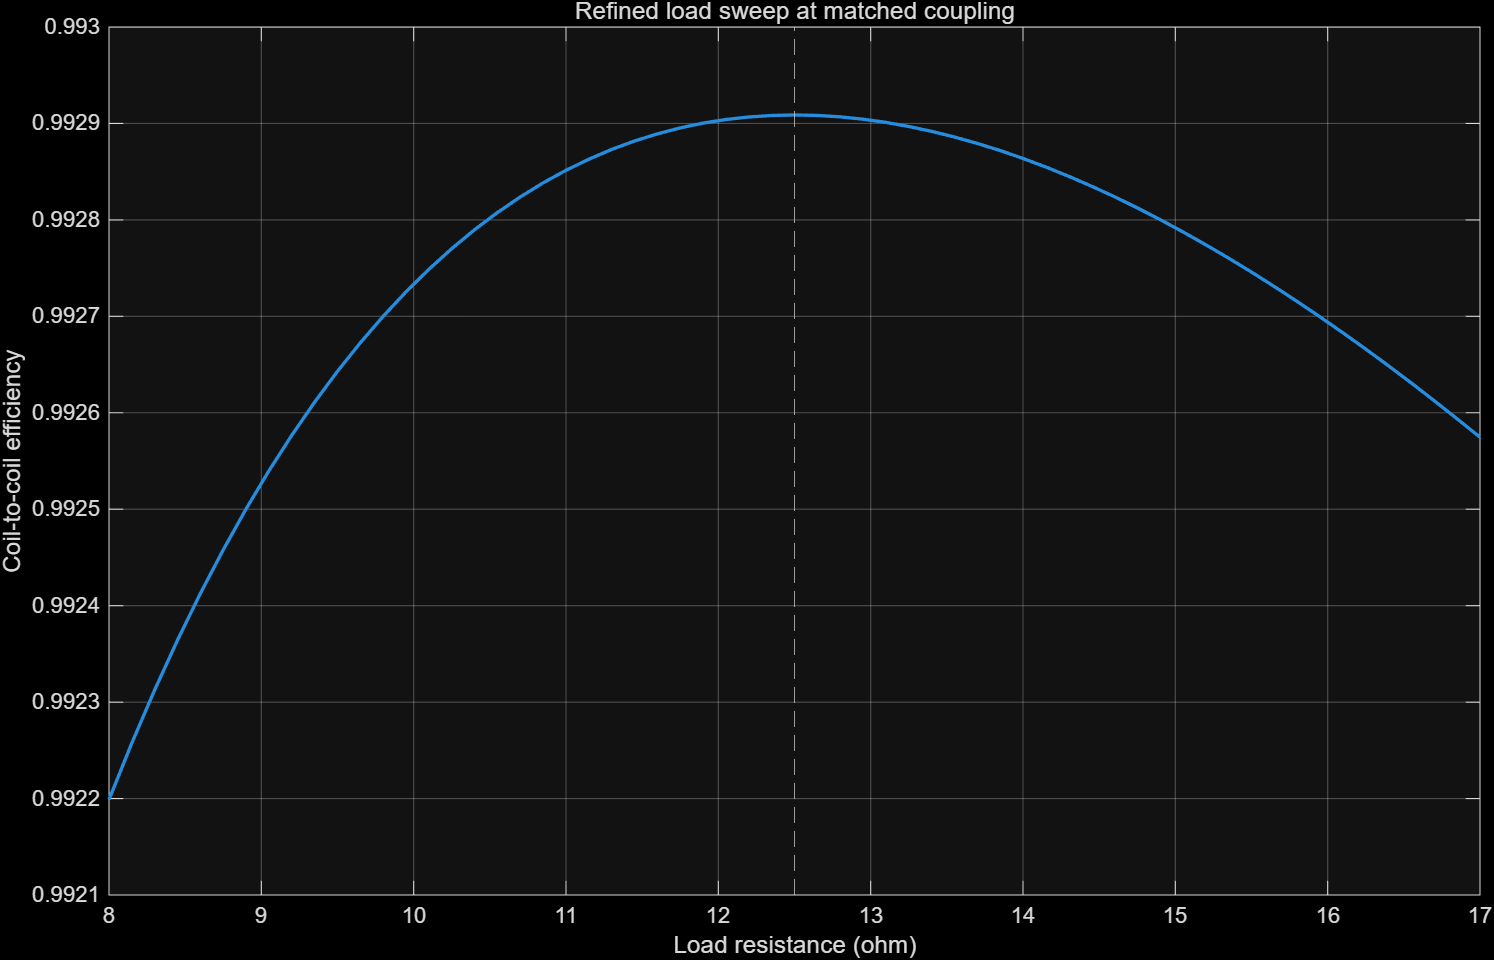 Refined load sweep at matched coupling
0.993
0.9929
0.9928
0.9927
0.9926
0.9925
0.9924
0.9923
0.9922
0.9921
Coil-to-coil efficiency
8 9 10 11 12 13 14 15 16 17
Load resistance (ohm)